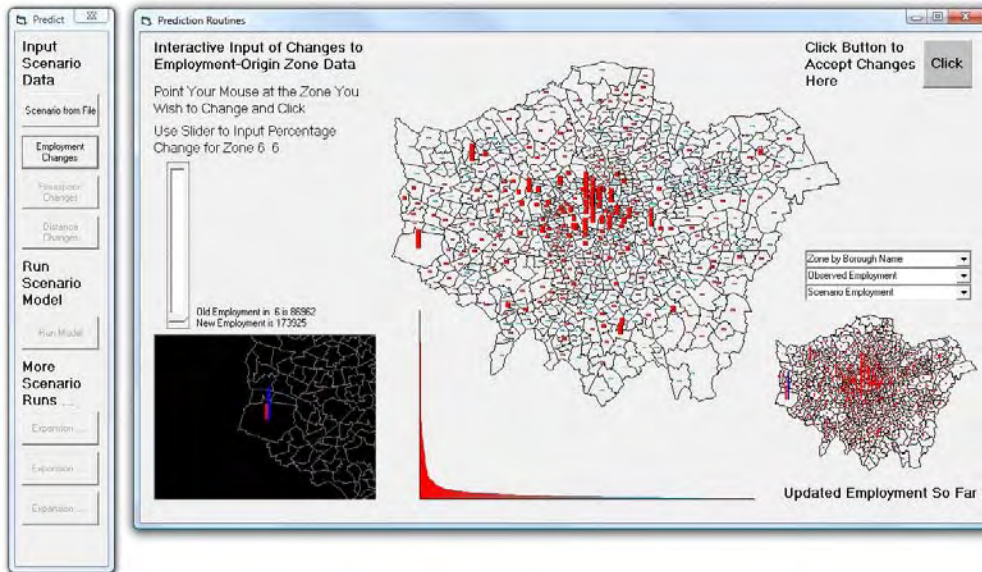 Predict
Input
Scenario
Data
Scenario from File
Employment
Changes
Changes
Distance
Changes
Run
Scenario
Model
Run Model
More
Scenario
Runs ...
Expansion ...
Expansion ...
Expansion ...
Prediction Routines
Interactive Input of Changes to
Employment-Origin Zone Data
Point Your Mouse at the Zone You
Wish to Change and Click
Use Slider to Input Percentage
Change for Zone 6 6
Old Employment in 6 is 86962
New Employment is 173925
Click Button to
Accept Changes
Here
Click
Zone by Borough Name
Observed Employment
Scenario Employment
Updated Employment So Far